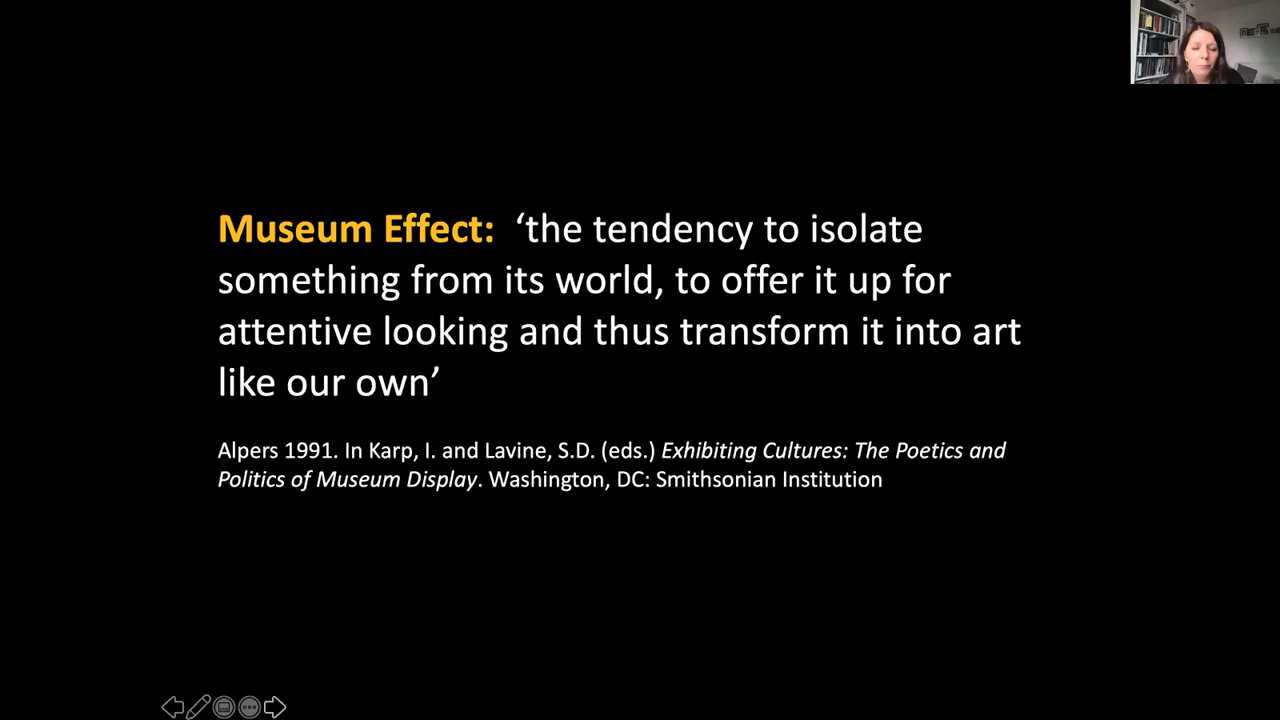 Museum Effect: ‘the tendency to isolate
something from its world, to offer it up for
attentive looking and thus transform it into art
like our own’
Alpers 1991. In Karp, I. and Lavine, S.D. (eds.) Exhibiting Cultures: The Poetics and
Politics of Museum Display. Washington, DC: Smithsonian Institution